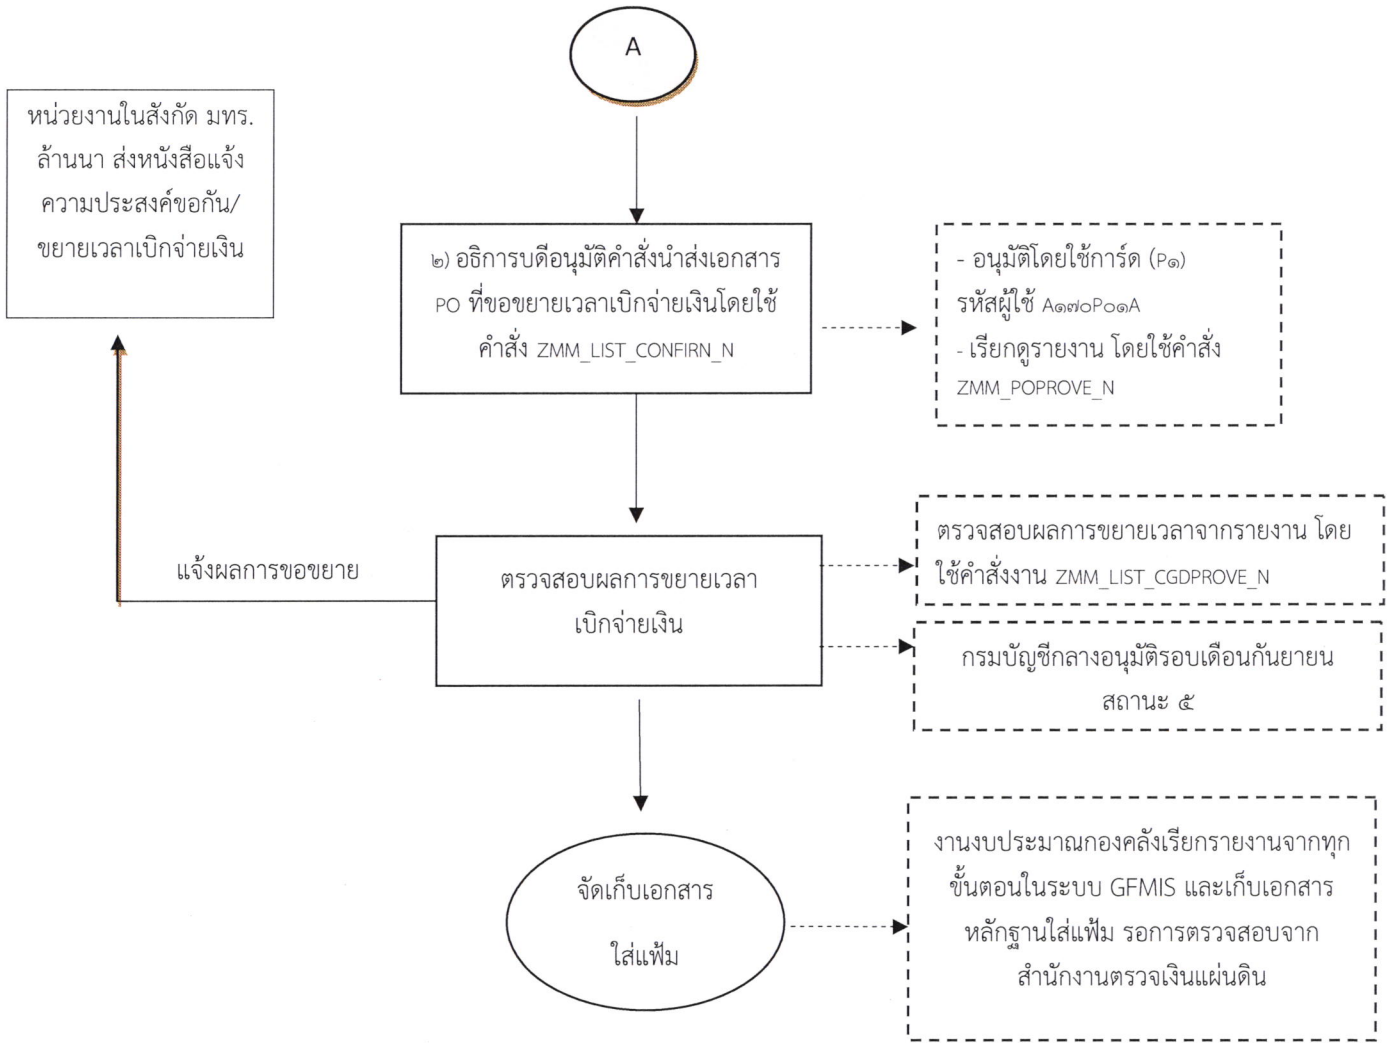 A
หน่วยงานในสังกัด มทร.
ล้านนา ส่งหนังสือแจ้ง
ความประสงค์ขอกัน/
ขยายเวลาเบิกจ่ายเงิน
๒) อธิการบดีอนุมัติคำสั่งนำส่งเอกสาร
PO ที่ขอขยายเวลาเบิกจ่ายเงินโดยใช้
คำสั่ง ZMM_LIST_CONFIRN_N
- อนุมัติโดยใช้การ์ด (P๑)
รหัสผู้ใช้ A๑๗๐P๐๑A
- เรียกดูรายงาน โดยใช้คำสั่ง
ZMM_POPROVE_N
แจ้งผลการขอขยาย
ตรวจสอบผลการขยายเวลา
เบิกจ่ายเงิน
ตรวจสอบผลการขยายเวลาจากรายงาน โดย
ใช้คำสั่งงาน ZMM_LIST_CGDPROVE_N
กรมบัญชีกลางอนุมัติรอบเดือนกันยายน
สถานะ ๕
จัดเก็บเอกสาร
ใส่แฟ้ม
งานงบประมาณกองคลังเรียกรายงานจากทุก
ขั้นตอนในระบบ GFMIS และเก็บเอกสาร
หลักฐานใส่แฟ้ม รอการตรวจสอบจาก
สำนักงานตรวจเงินแผ่นดิน